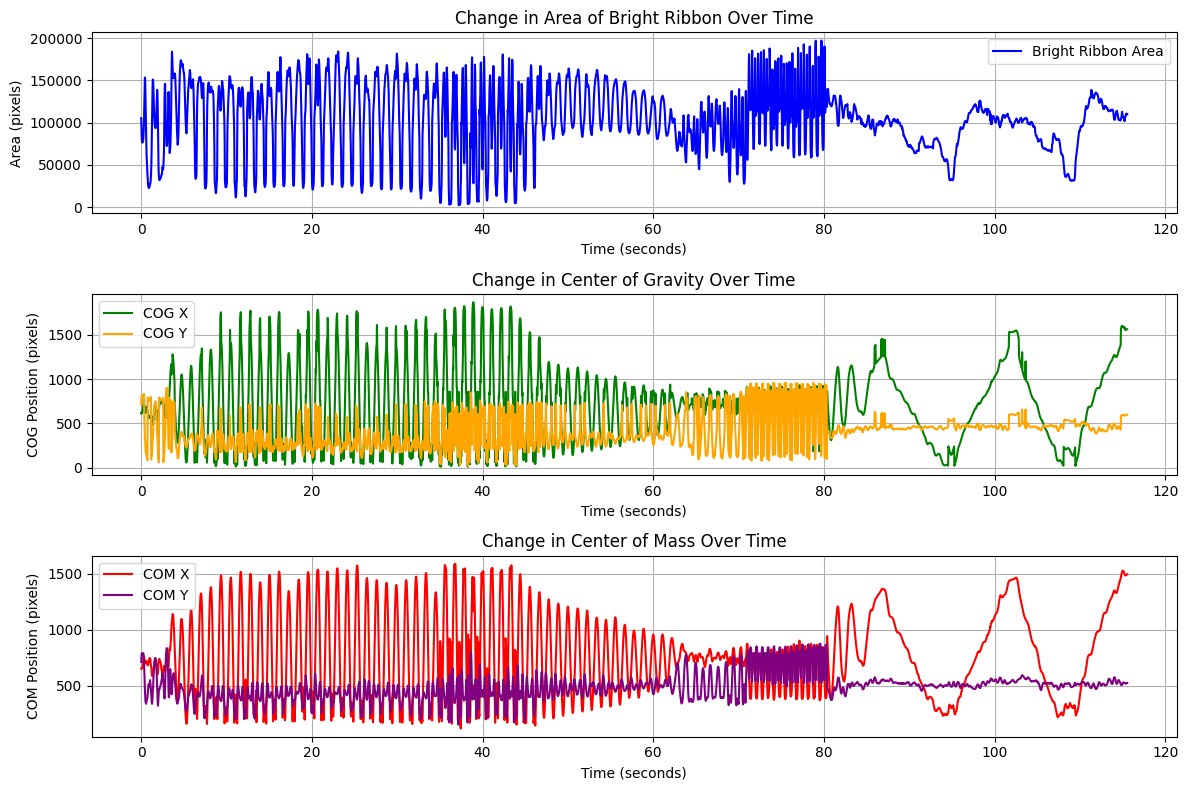 Change in Area of Bright Ribbon Over Time
200000
150000
100000
50000
0
Area (pixels)
Bright Ribbon Area
0 20 40 60 80 100 120
Time (seconds)
Change in Center of Gravity Over Time
1500
1000
500
0
COG Position (pixels)
COG X
COG Y
0 20 40 60 80 100 120
Time (seconds)
Change in Center of Mass Over Time
1500
1000
500
COM Position (pixels)
COM X
COM Y
0 20 40 60 80 100 120
Time (seconds)